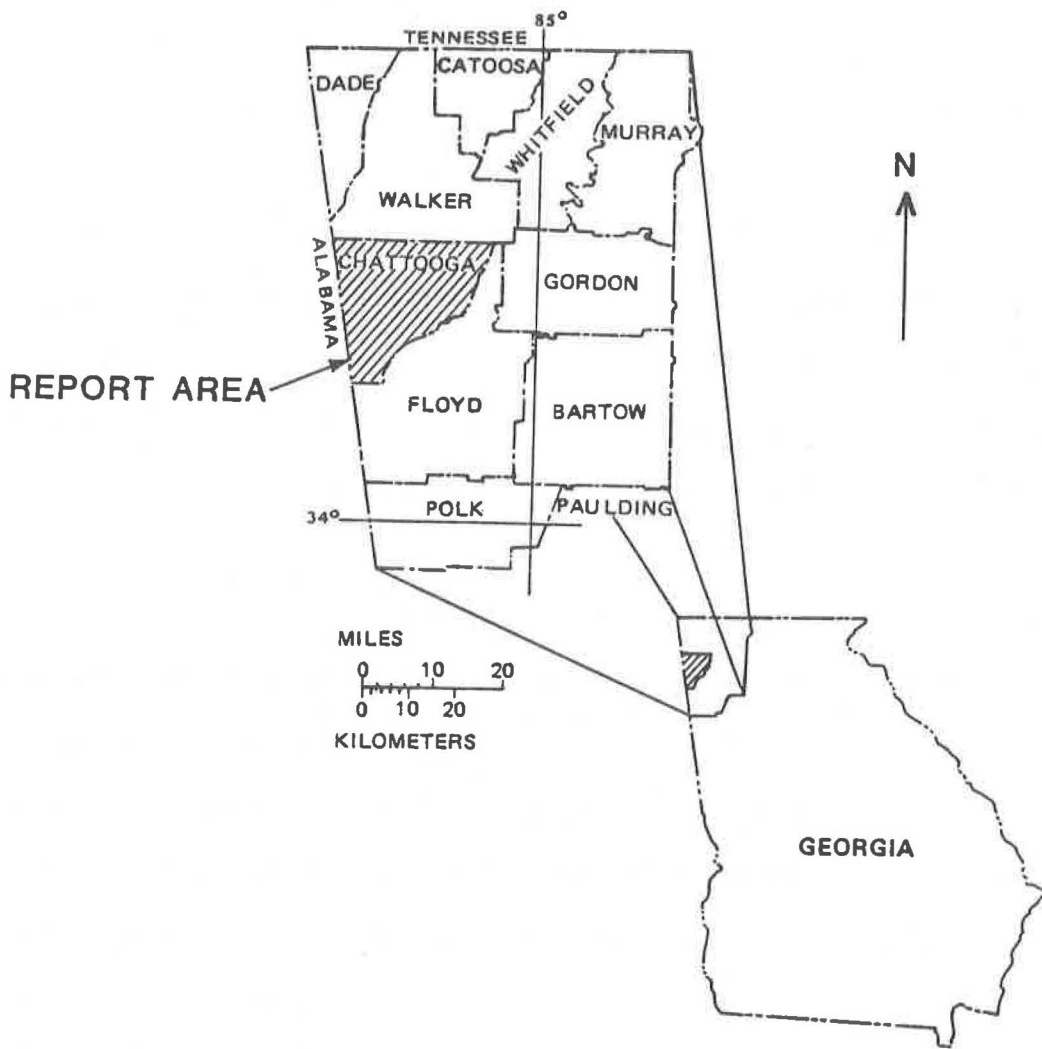 85°
TENNESSEE
CATOOSA
DADE
WHITFIELD
MURRAY
N
WALKER
ALABAMA
CHATTOOGA
GORDON
REPORT AREA
FLOYD
BARTOW
POLK
PAULDING
34°
MILES
0 10 20
0 10 20
KILOMETERS
GEORGIA